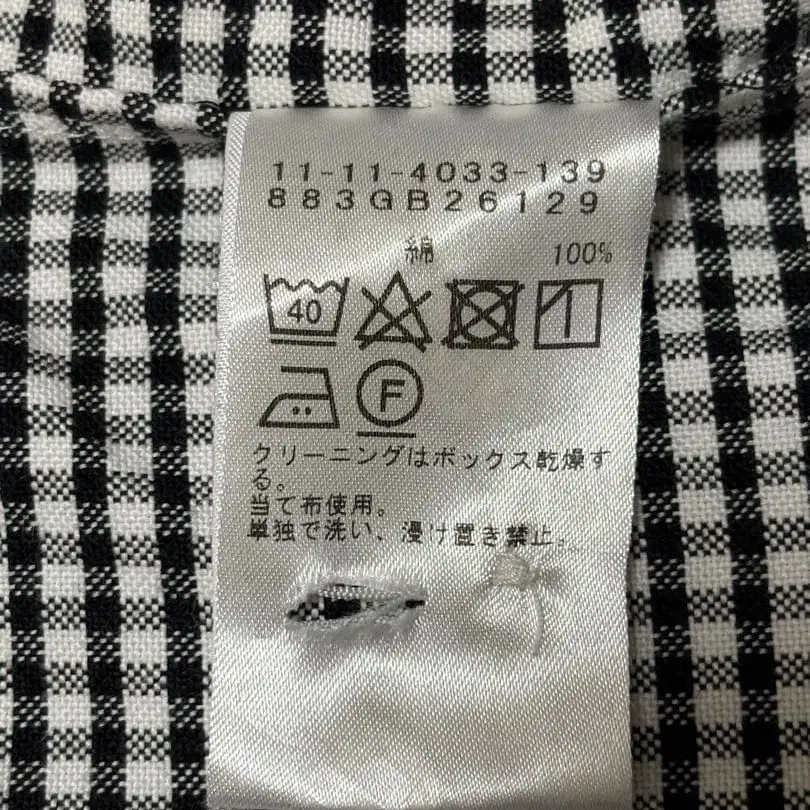 11-11-4033-139
883GB26129
綿 100%
40
F
クリーニングはボックス乾燥す
る。
当て布使用。
単独で洗い、浸け置き禁止。